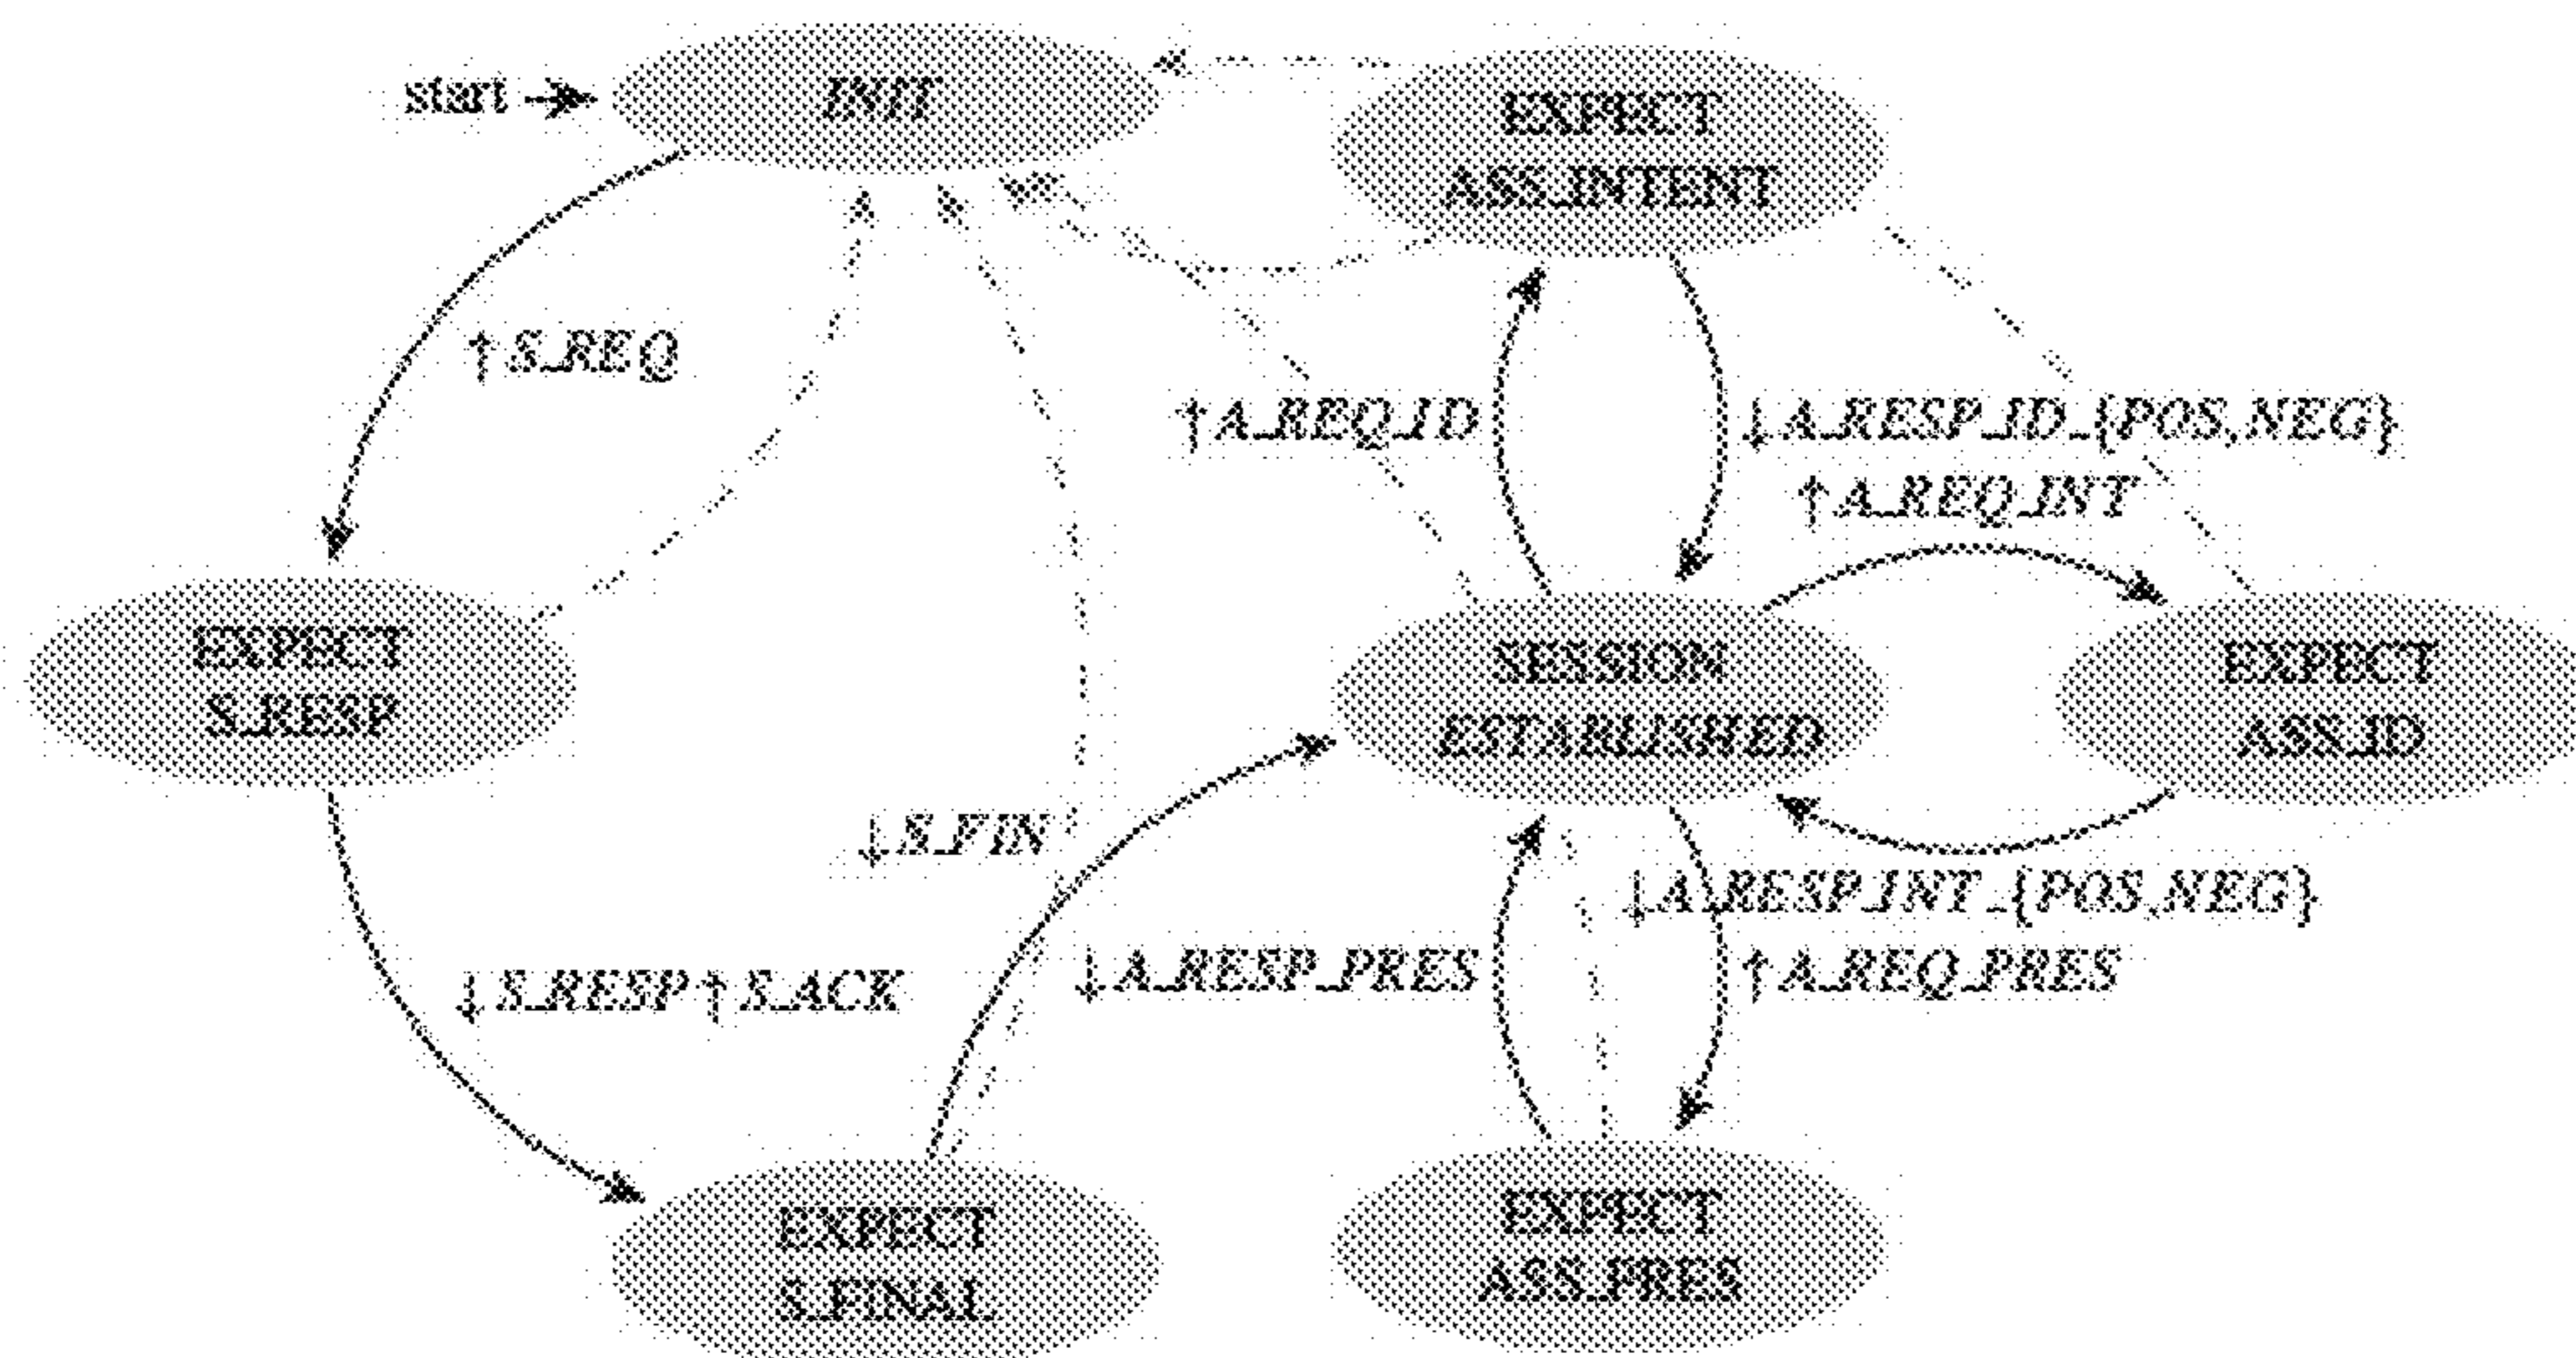 start
INIT
EXPECT
ASS_INTENT
↑S_REQ
↑A_REQ_ID
↓A_RESP_ID_{POS,NEG}
↑A_REQ_INT
EXPECT
S_RESP
SESSION
ESTABLISHED
EXPECT
ASS_ID
↓S_FIN
↓A_RESP_INT_{POS,NEG}
↓S_RESP↑S_ACK
↓A_RESP_PRES
↑A_REQ_PRES
EXPECT
S_FINAL
EXPECT
ASS_PRES